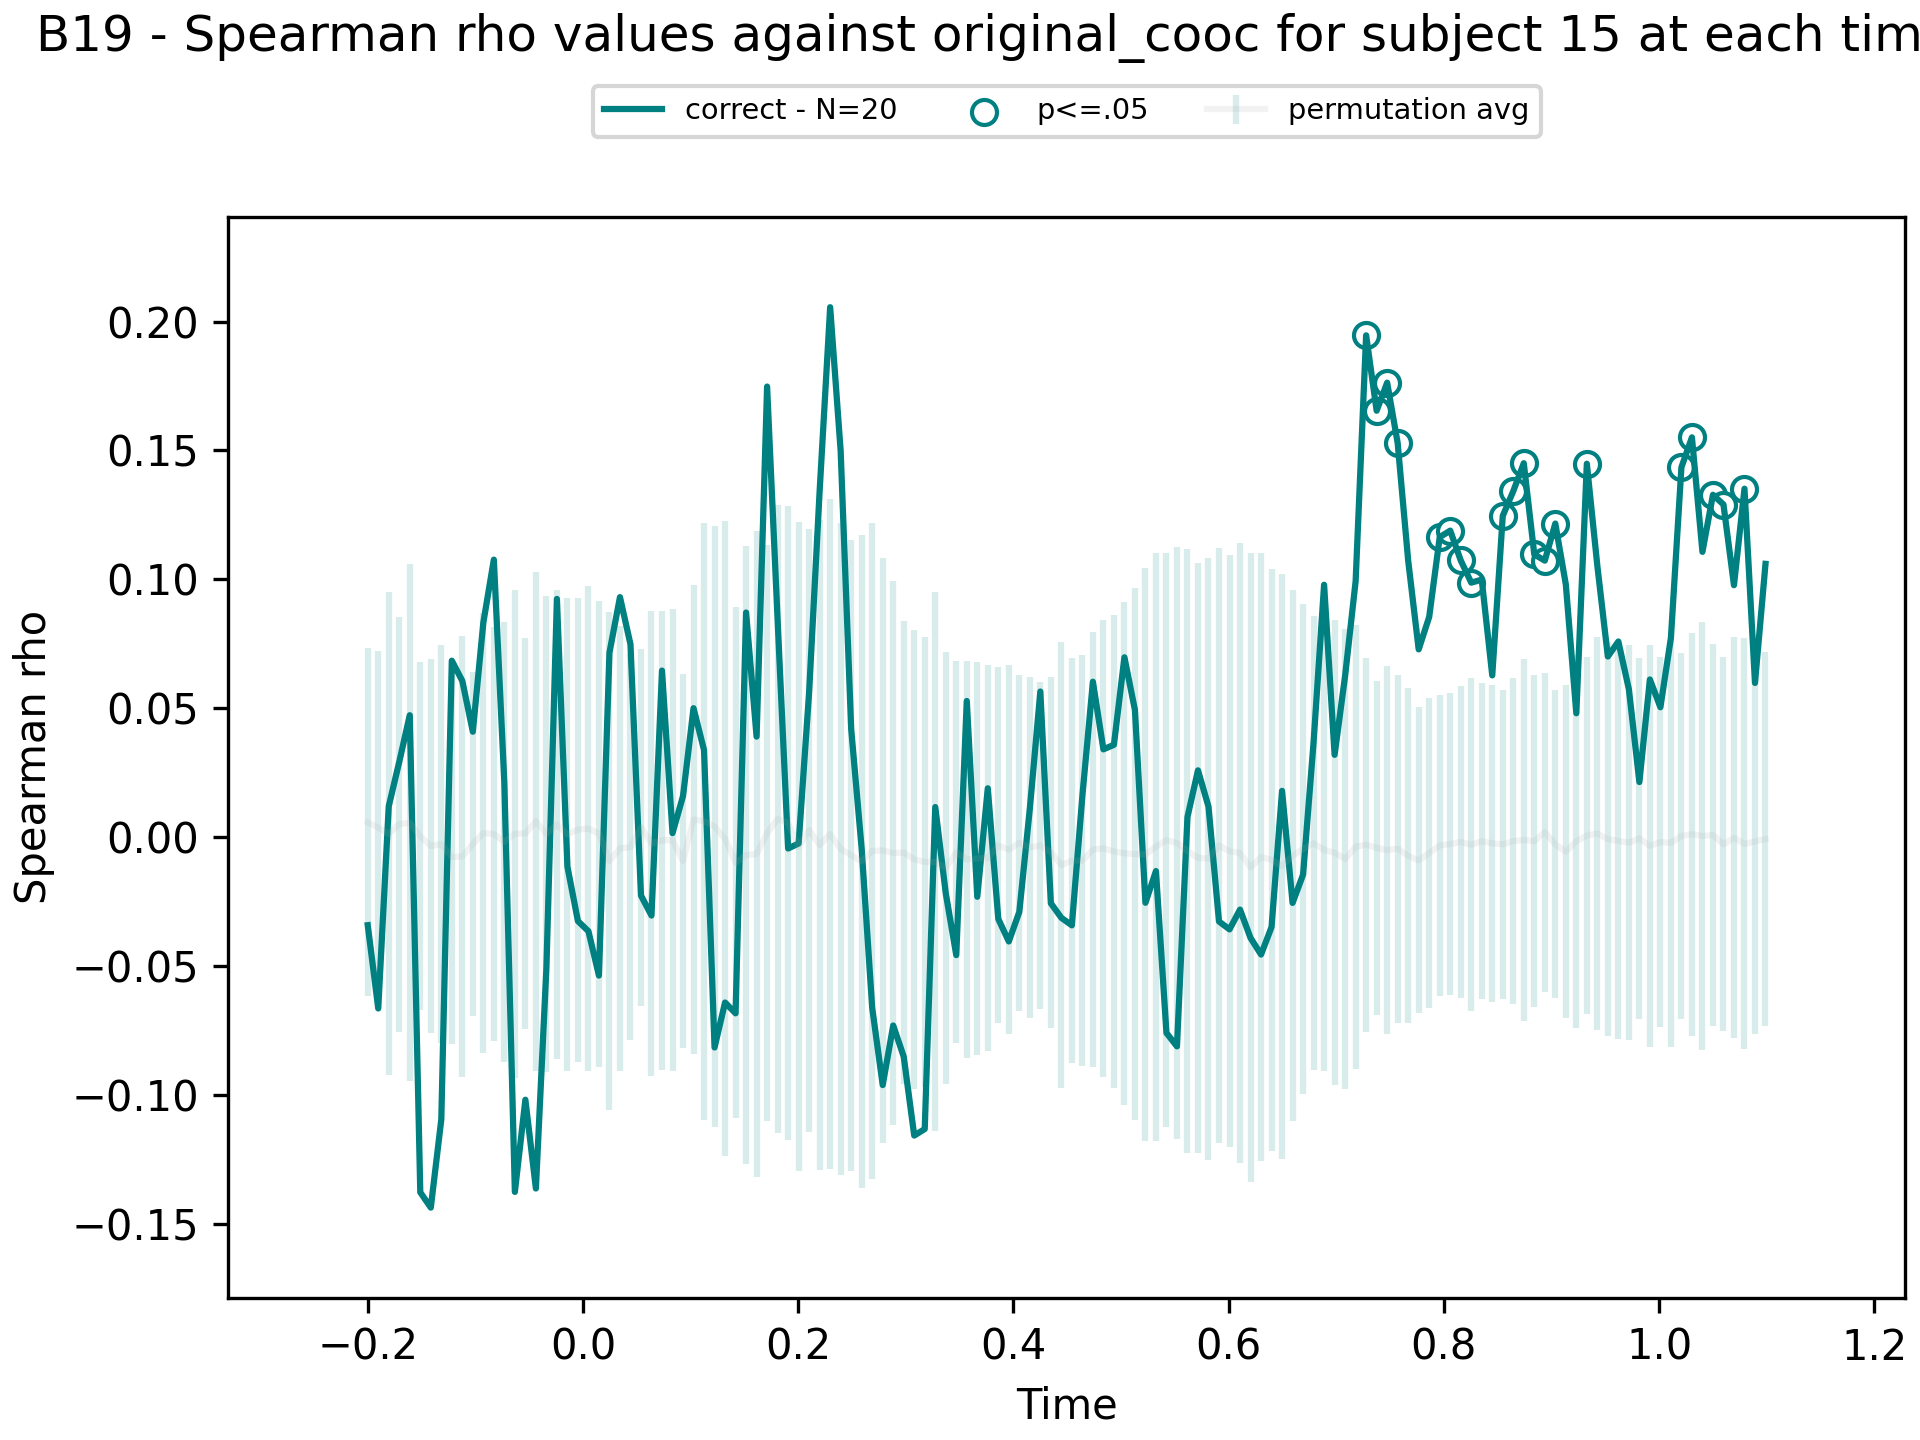 B19 - Spearman rho values against original_cooc for subject 15 at each tim
correct - N=20 p<=.05 permutation avg
0.20
0.15
0.10
0.05
0.00
−0.05
−0.10
−0.15
Spearman rho
−0.2 0.0 0.2 0.4 0.6 0.8 1.0 1.2
Time